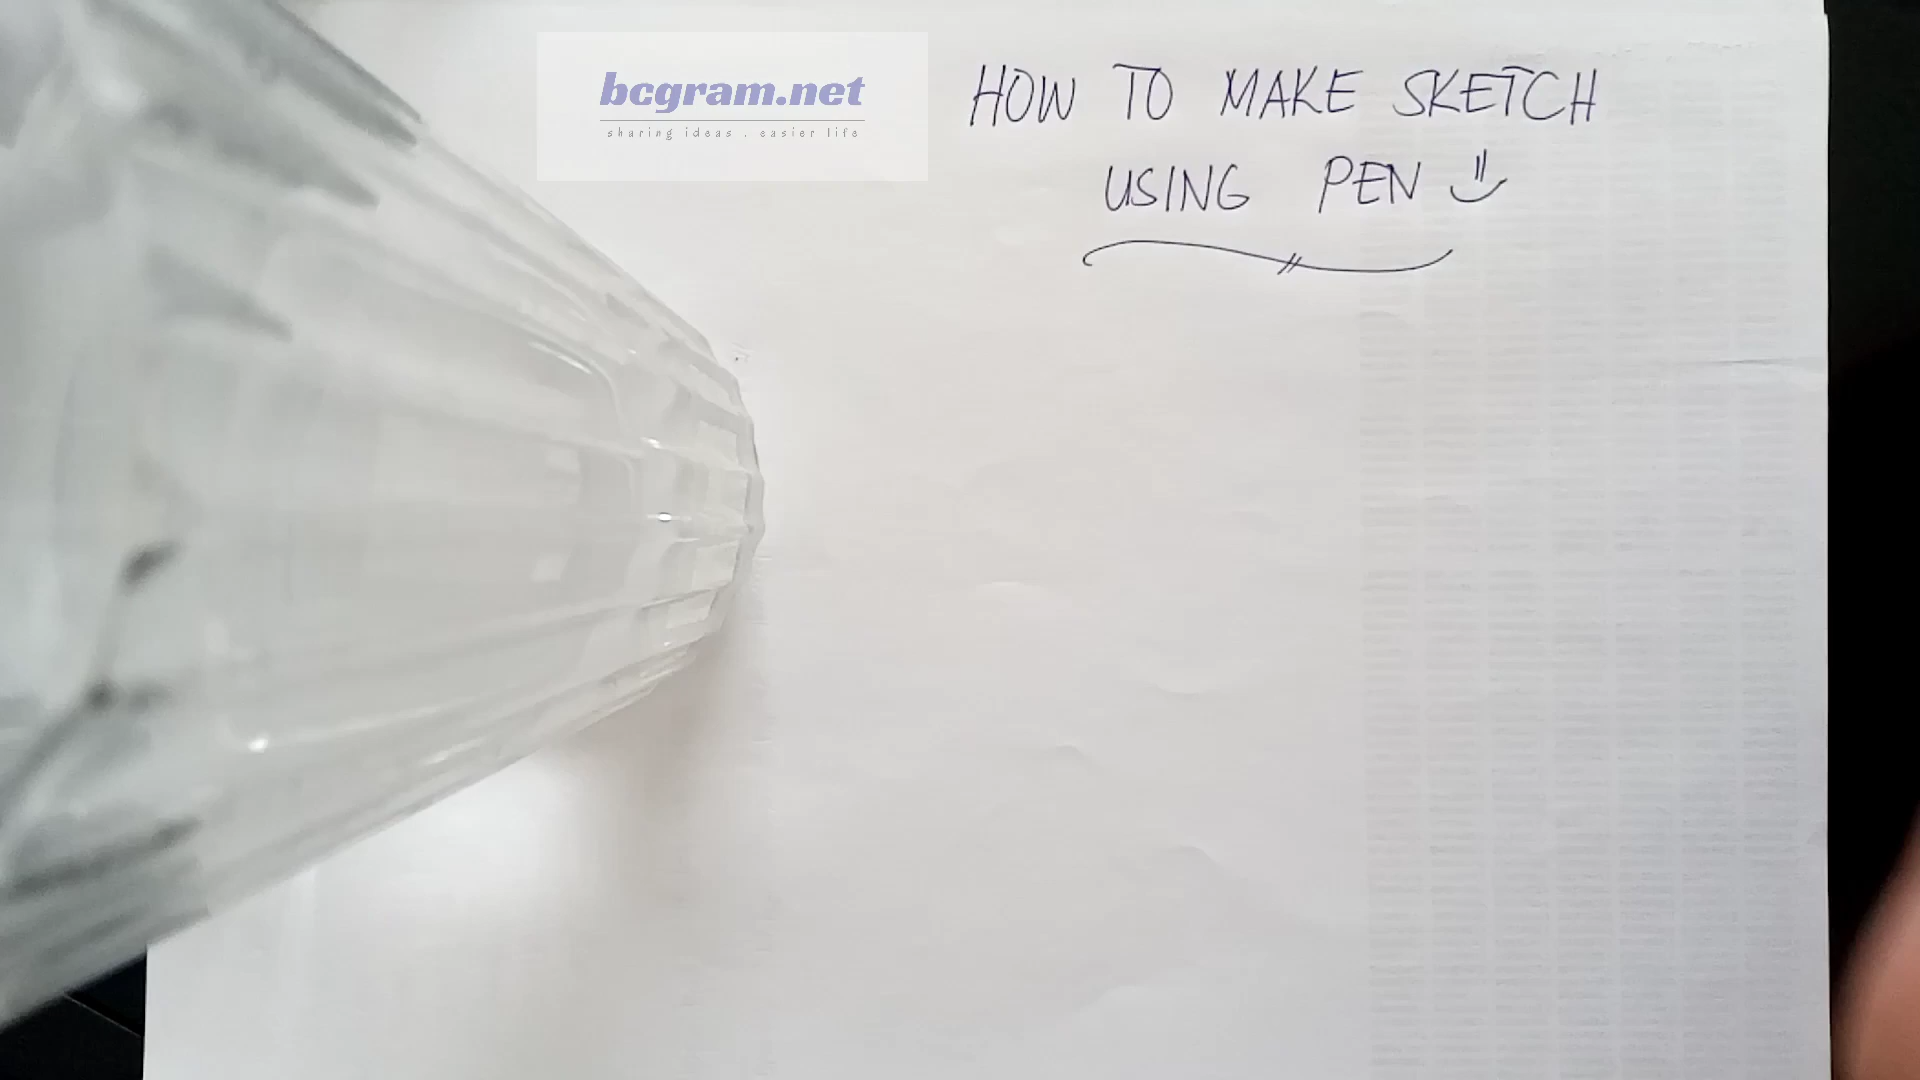 bcgram.net
sharing ideas . easier life
HOW TO MAKE SKETCH
USING PEN